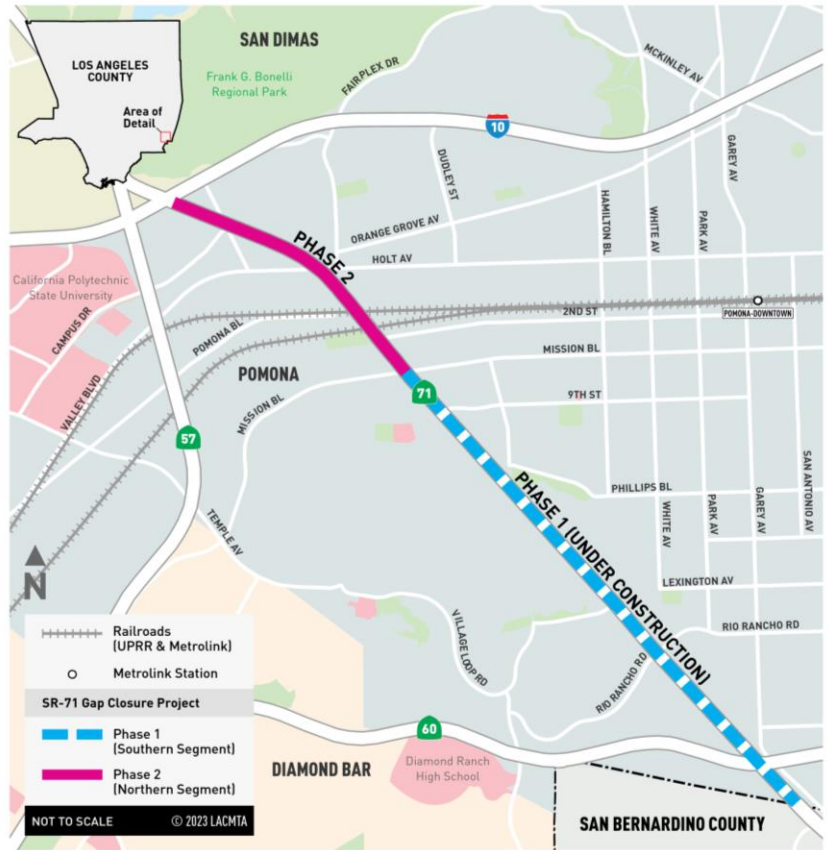 LOS ANGELES
COUNTY
Area of
Detail
SAN DIMAS
Frank G. Bonelli
Regional Park
FAIRPLEX DR
MCKINLEY AV
10
DUDLEY ST
GAREY AV
HAMILTON BL
WHITE AV
PARK AV
ORANGE GROVE AV
PHASE 2
HOLT AV
California Polytechnic
State University
CAMPUS DR
POMONA BL
2ND ST
POMONA-DOWNTOWN
VALLEY BLVD
POMONA
MISSION BL
MISSION BL
71
9TH ST
57
PHASE 1 (UNDER CONSTRUCTION)
PHILLIPS BL
WHITE AV
PARK AV
GAREY AV
SAN ANTONIO AV
TEMPLE AV
LEXINGTON AV
VILLAGE LOOP RD
RIO RANCHO RD
RIO RANCHO RD
N
Railroads
(UPRR & Metrolink)
Metrolink Station
SR-71 Gap Closure Project
Phase 1
(Southern Segment)
Phase 2
(Northern Segment)
NOT TO SCALE © 2023 LACMTA
60
DIAMOND BAR
Diamond Ranch
High School
SAN BERNARDINO COUNTY